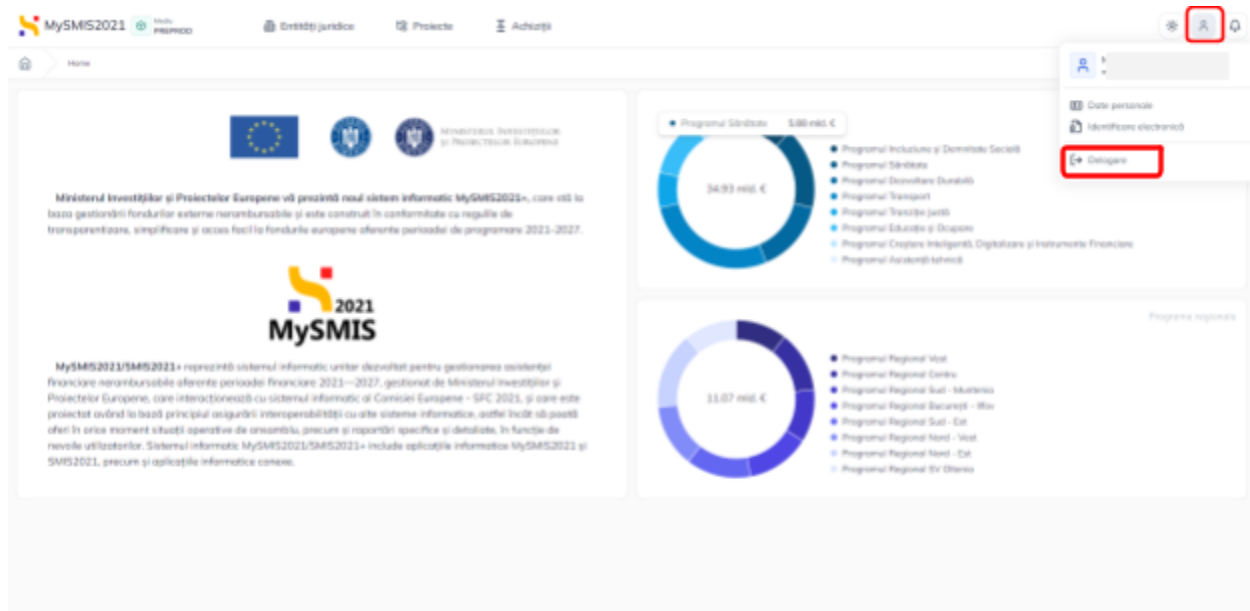 MySMIS2021
Mediu
PREPROD
Entități juridice
Proiecte
Achiziții
Home
Date personale
Identificare electronică
Delogare
MINISTERUL INVESTIȚIILOR
ȘI PROIECTELOR EUROPENE
Ministerul Investițiilor și Proiectelor Europene vă prezintă noul sistem informatic MySMIS2021+, care stă la
baza gestionării fondurilor externe nerambursabile și este construit în conformitate cu regulile de
transparentizare, simplificare și acces facil la fondurile europene aferente perioadei de programare 2021-2027.
2021
MySMIS
MySMIS2021/SMIS2021+ reprezintă sistemul informatic unitar dezvoltat pentru gestionarea asistenței
financiare nerambursabile aferente perioadei financiare 2021—2027, gestionat de Ministerul Investițiilor și
Proiectelor Europene, care interacționează cu sistemul informatic al Comisiei Europene - SFC 2021, și care este
proiectat având la bază principiul asigurării interoperabilității cu alte sisteme informatice, astfel încât să poată
oferi în orice moment situații operative de ansamblu, precum și raportări specifice și detaliate, în funcție de
nevoile utilizatorilor. Sistemul informatic MySMIS2021/SMIS2021+ include aplicațiile informatice MySMIS2021 și
SMIS2021, precum și aplicațiile informatice conexe.
Programul Sănătate 5.88 mld. €
34.93 mld. €
Programul Incluziune și Demnitate Socială
Programul Sănătate
Programul Dezvoltare Durabilă
Programul Transport
Programul Tranziție Justă
Programul Educație și Ocupare
Programul Creștere Inteligentă, Digitalizare și Instrumente Financiare
Programul Asistență tehnică
Programe regionale
11.07 mld. €
Programul Regional Vest
Programul Regional Centru
Programul Regional Sud - Muntenia
Programul Regional București - Ilfov
Programul Regional Sud - Est
Programul Regional Nord - Vest
Programul Regional Nord - Est
Programul Regional SV Oltenia